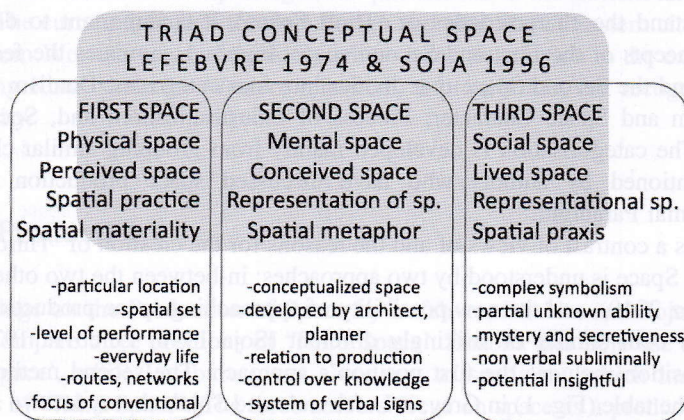 TRIAD CONCEPTUAL SPACE
LEFEBVRE 1974 & SOJA 1996
FIRST SPACE
Physical space
Perceived space
Spatial practice
Spatial materiality
-particular location
-spatial set
-level of performance
-everyday life
-routes, networks
-focus of conventional
SECOND SPACE
Mental space
Conceived space
Representation of sp.
Spatial metaphor
-conceptualized space
-developed by architect,
planner
-relation to production
-control over knowledge
-system of verbal signs
THIRD SPACE
Social space
Lived space
Representational sp.
Spatial praxis
-complex symbolism
-partial unknown ability
-mystery and secretiveness
-non verbal subliminally
-potential insightful